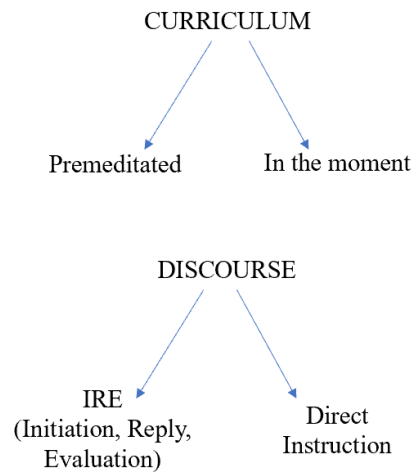 CURRICULUM
Premeditated
In the moment
DISCOURSE
IRE
(Initiation, Reply,
Evaluation)
Direct
Instruction